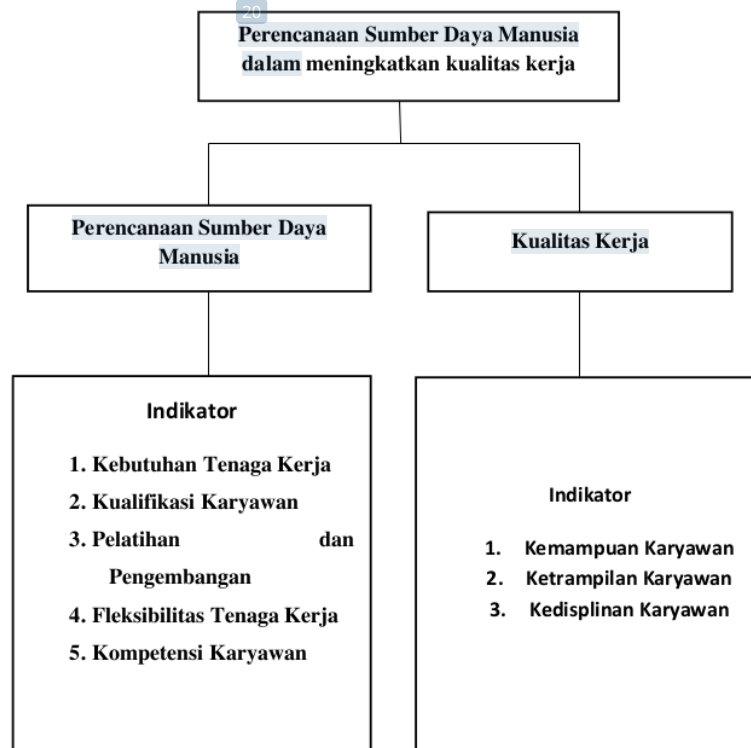 20
Perencanaan Sumber Daya Manusia
dalam meningkatkan kualitas kerja
Perencanaan Sumber Daya
Manusia
Kualitas Kerja
Indikator
1. Kebutuhan Tenaga Kerja
2. Kualifikasi Karyawan
3. Pelatihan dan
Pengembangan
4. Fleksibilitas Tenaga Kerja
5. Kompetensi Karyawan
Indikator
1. Kemampuan Karyawan
2. Ketrampilan Karyawan
3. Kedisplinan Karyawan